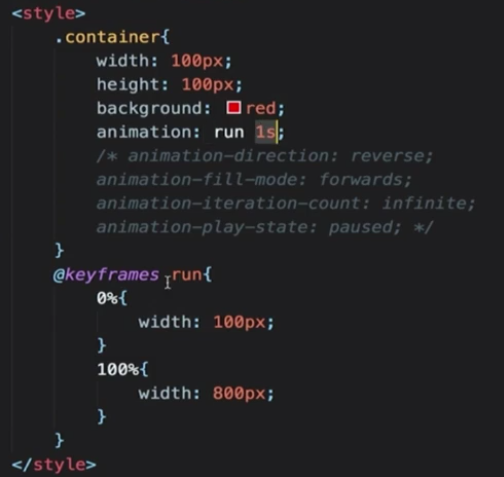 <style>
.container{
width: 100px;
height: 100px;
background: red;
animation: run 1s;
/* animation-direction: reverse;
animation-fill-mode: forwards;
animation-iteration-count: infinite;
animation-play-state: paused; */
}
@keyframes run{
0%{
width: 100px;
}
100%{
width: 800px;
}
}
</style>